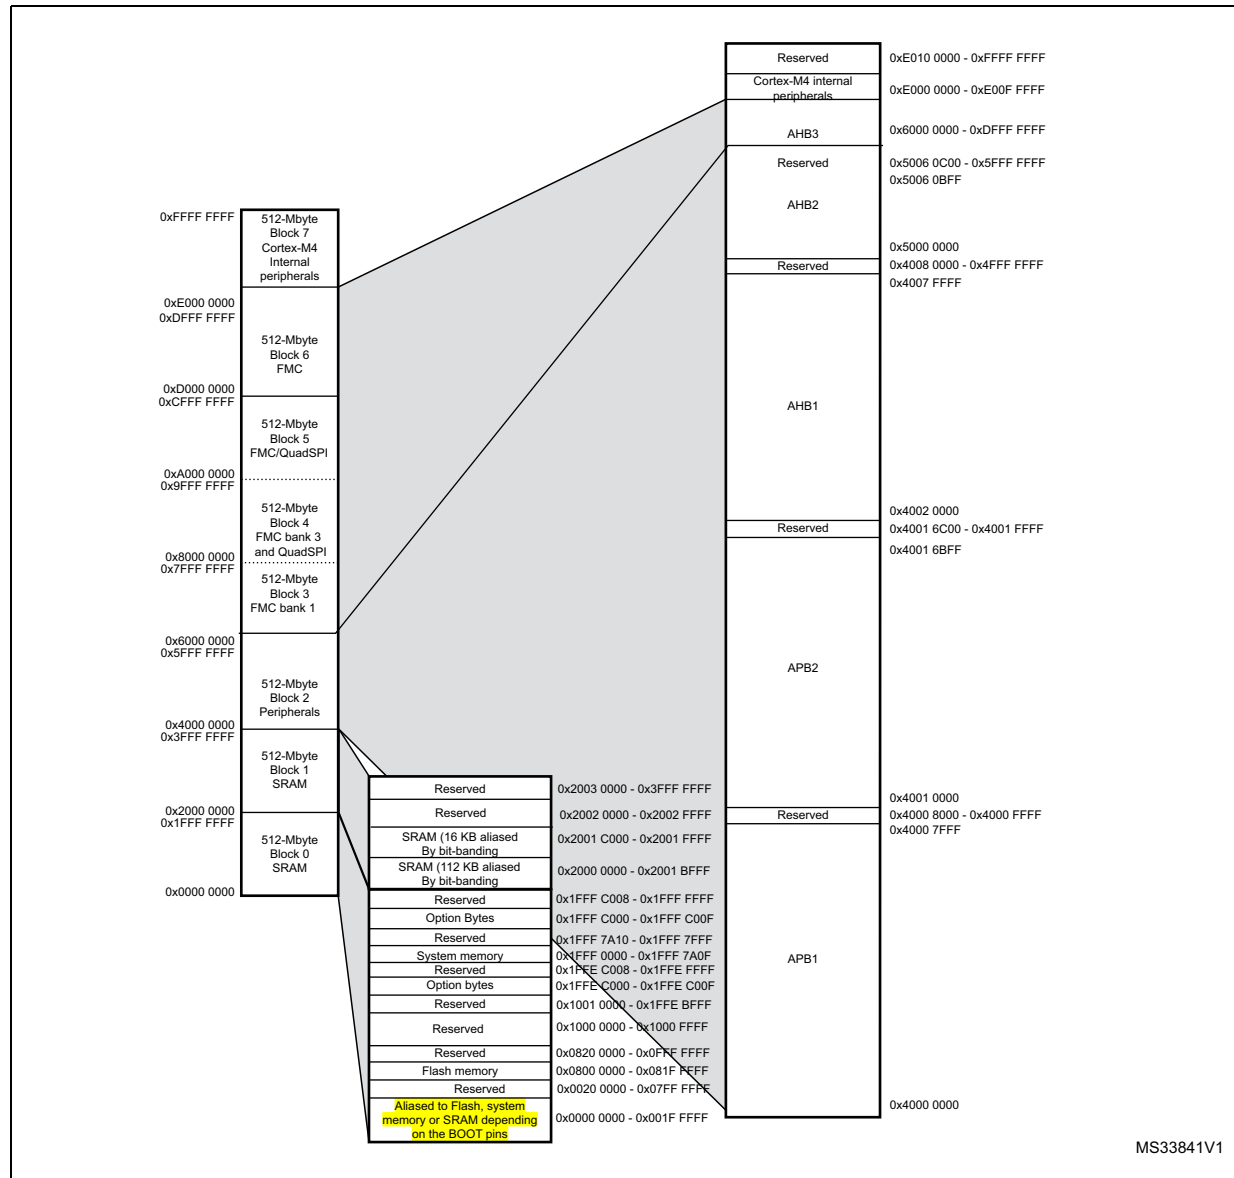 0xFFFF FFFF
512-Mbyte
Block 7
Cortex-M4
Internal
peripherals
0xE000 0000
0xDFFF FFFF
512-Mbyte
Block 6
FMC
0xD000 0000
0xCFFF FFFF
512-Mbyte
Block 5
FMC/QuadSPI
0xA000 0000
0x9FFF FFFF
512-Mbyte
Block 4
FMC bank 3
and QuadSPI
0x8000 0000
0x7FFF FFFF
512-Mbyte
Block 3
FMC bank 1
0x6000 0000
0x5FFF FFFF
512-Mbyte
Block 2
Peripherals
0x4000 0000
0x3FFF FFFF
512-Mbyte
Block 1
SRAM
0x2000 0000
0x1FFF FFFF
512-Mbyte
Block 0
SRAM
0x0000 0000
Reserved 0x2003 0000 - 0x3FFF FFFF
Reserved 0x2002 0000 - 0x2002 FFFF
SRAM (16 KB aliased
By bit-banding
0x2001 C000 - 0x2001 FFFF
SRAM (112 KB aliased
By bit-banding
0x2000 0000 - 0x2001 BFFF
Reserved 0x1FFF C008 - 0x1FFF FFFF
Option Bytes 0x1FFF C000 - 0x1FFF C00F
Reserved 0x1FFF 7A10 - 0x1FFF 7FFF
System memory 0x1FFF 0000 - 0x1FFF 7A0F
Reserved 0x1FFE C008 - 0x1FFE FFFF
Option bytes 0x1FFE C000 - 0x1FFE C00F
Reserved 0x1001 0000 - 0x1FFE BFFF
Reserved 0x1000 0000 - 0x1000 FFFF
Reserved 0x0820 0000 - 0x0FFF FFFF
Flash memory 0x0800 0000 - 0x081F FFFF
Reserved 0x0020 0000 - 0x07FF FFFF
Aliased to Flash, system
memory or SRAM depending
on the BOOT pins
0x0000 0000 - 0x001F FFFF
Reserved 0xE010 0000 - 0xFFFF FFFF
Cortex-M4 internal
peripherals
0xE000 0000 - 0xE00F FFFF
AHB3 0x6000 0000 - 0xDFFF FFFF
Reserved 0x5006 0C00 - 0x5FFF FFFF
0x5006 0BFF
AHB2
0x5000 0000
Reserved 0x4008 0000 - 0x4FFF FFFF
0x4007 FFFF
AHB1
0x4002 0000
Reserved 0x4001 6C00 - 0x4001 FFFF
0x4001 6BFF
APB2
0x4001 0000
Reserved 0x4000 8000 - 0x4000 FFFF
0x4000 7FFF
APB1
0x4000 0000
MS33841V1